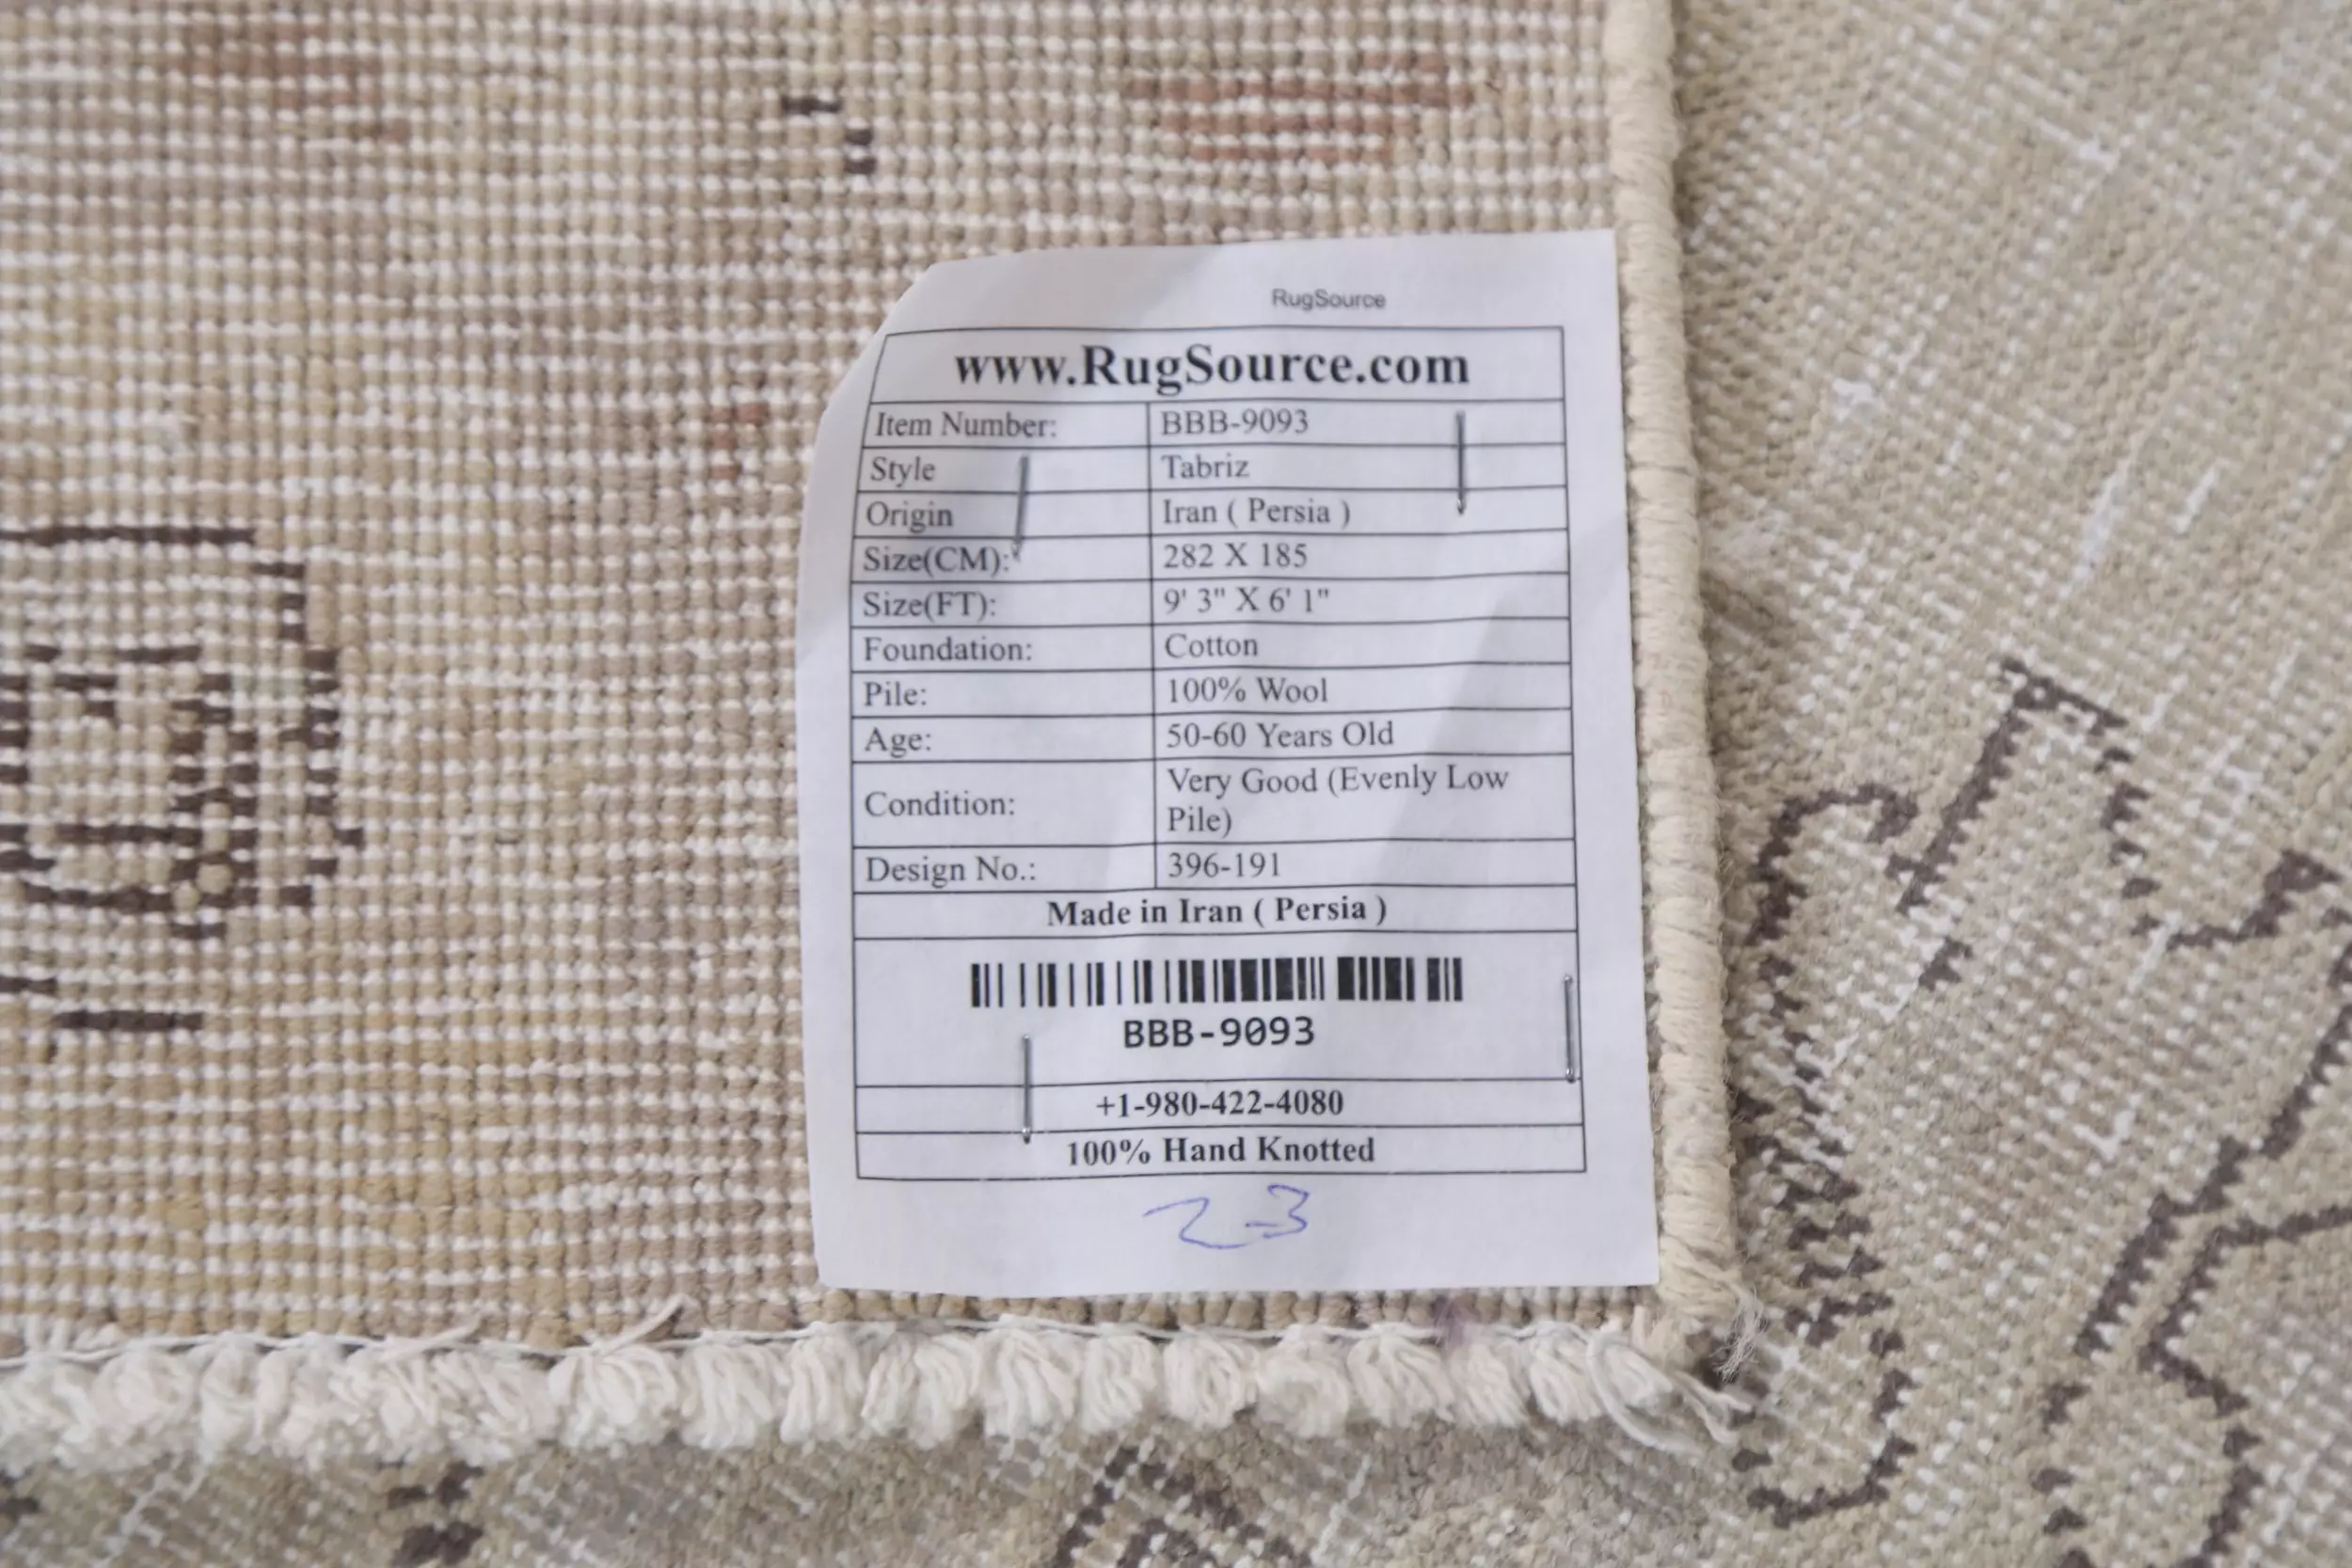 RugSource
www.RugSource.com
Item Number: BBB-9093
Style Tabriz
Origin Iran ( Persia )
Size(CM): 282 X 185
Size(FT): 9' 3" X 6' 1"
Foundation: Cotton
Pile: 100% Wool
Age: 50-60 Years Old
Condition: Very Good (Evenly Low
Pile)
Design No.: 396-191
Made in Iran ( Persia )
BBB-9093
+1-980-422-4080
100% Hand Knotted
2-3